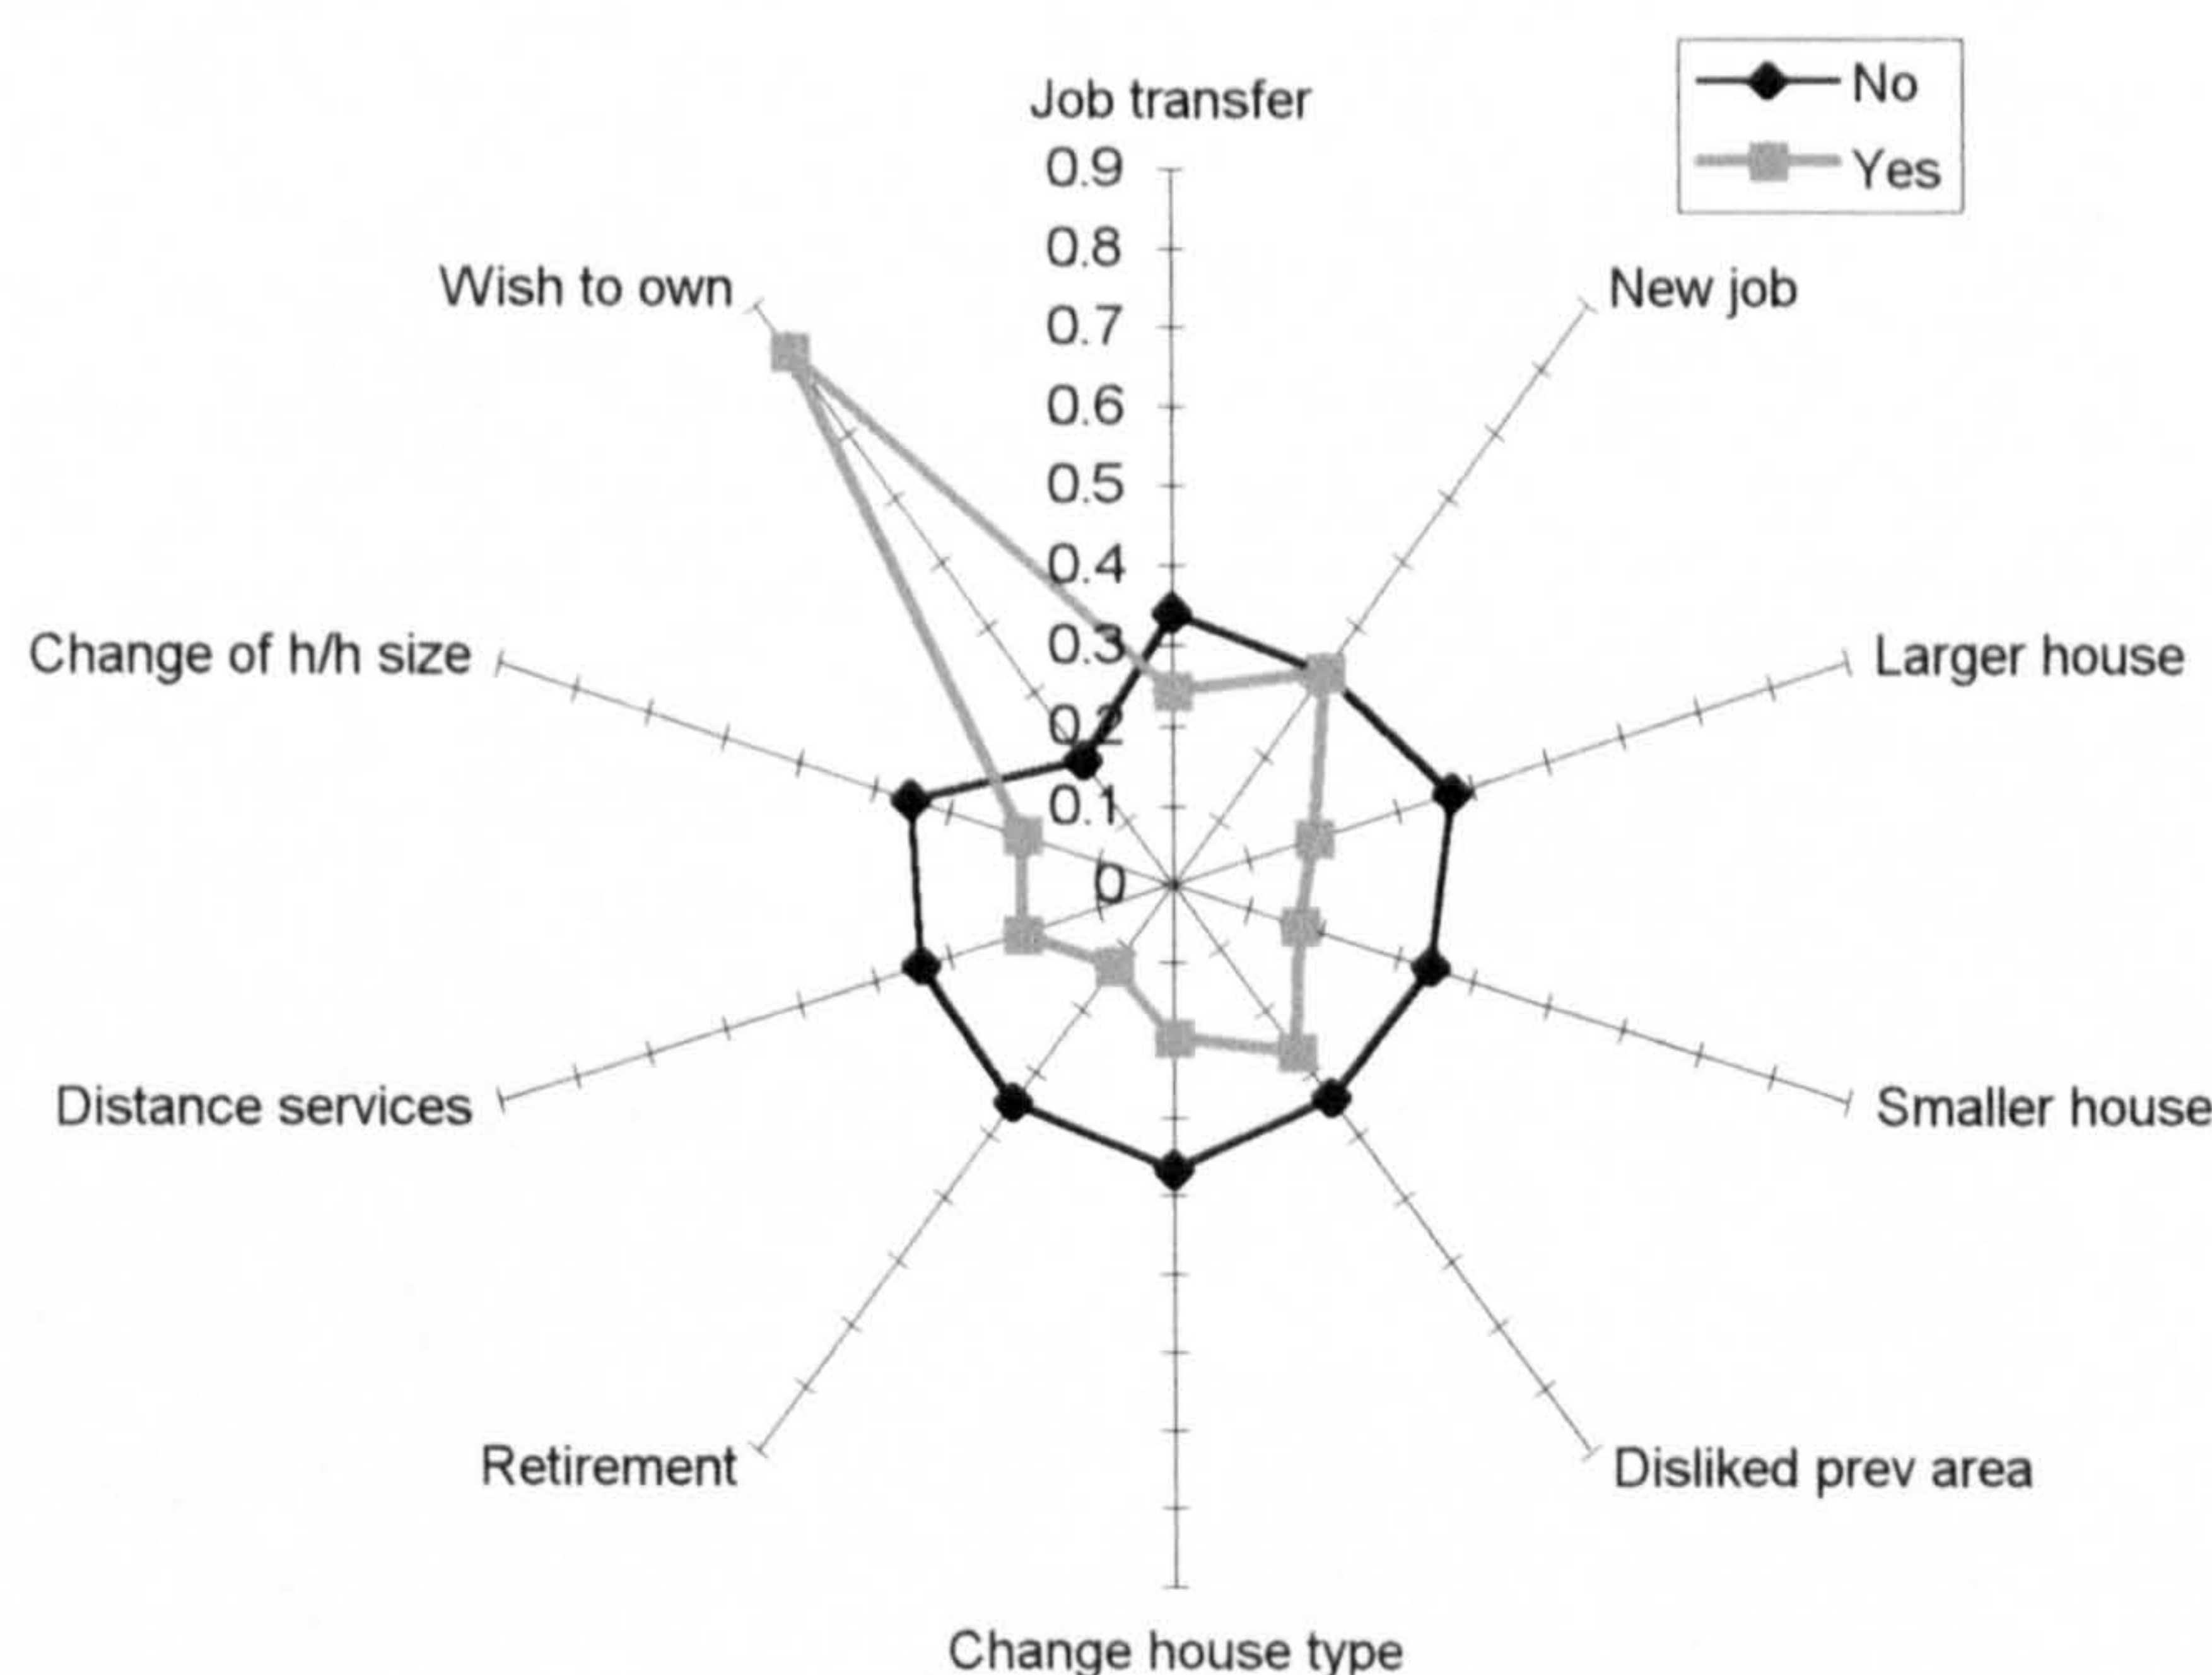 No
Yes
Job transfer
0.9
0.8
0.7
0.6
0.5
0.4
0.3
0.2
0.1
0
New job
Larger house
Smaller house
Disliked prev area
Change house type
Retirement
Distance services
Change of h/h size
Wish to own